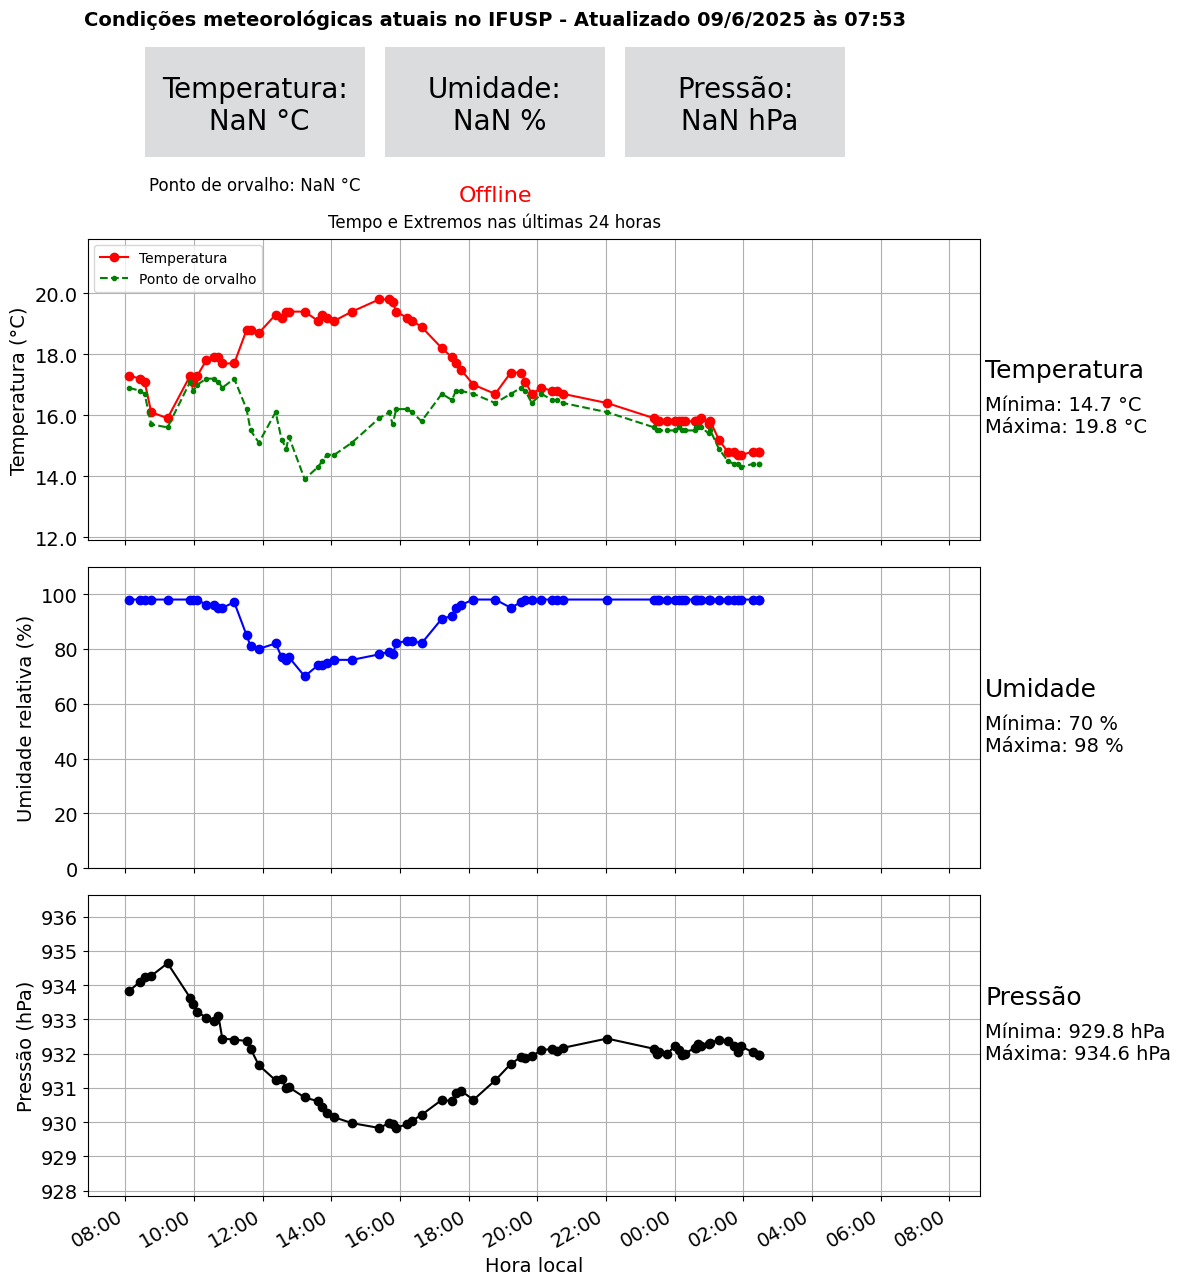 Condições meteorológicas atuais no IFUSP - Atualizado 09/6/2025 às 07:53
Temperatura:
NaN °C
Umidade:
NaN %
Pressão:
NaN hPa
Ponto de orvalho: NaN °C
Offline
Tempo e Extremos nas últimas 24 horas
Temperatura
Ponto de orvalho
Temperatura (°C)
20.0
18.0
16.0
14.0
12.0
Temperatura
Mínima: 14.7 °C
Máxima: 19.8 °C
Umidade relativa (%)
100
80
60
40
20
0
Umidade
Mínima: 70 %
Máxima: 98 %
Pressão (hPa)
936
935
934
933
932
931
930
929
928
Pressão
Mínima: 929.8 hPa
Máxima: 934.6 hPa
08:00
10:00
12:00
14:00
16:00
18:00
20:00
22:00
00:00
02:00
04:00
06:00
08:00
Hora local